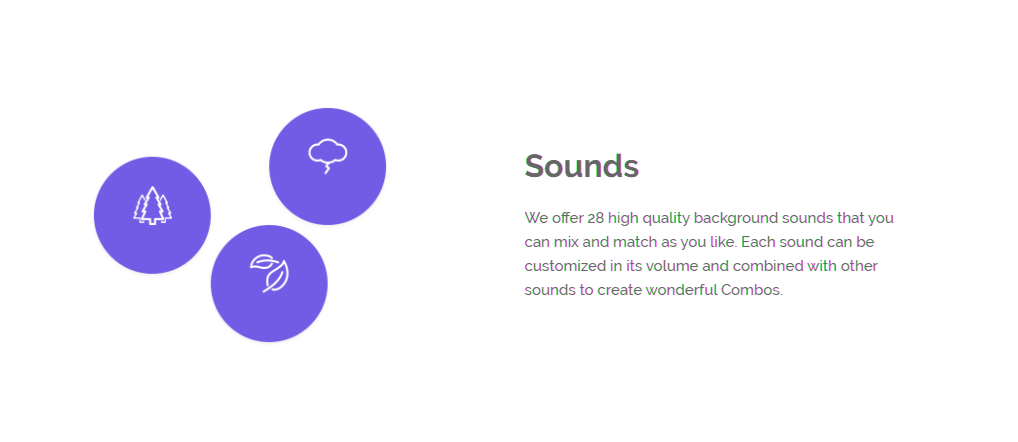 Sounds
We offer 28 high quality background sounds that you
can mix and match as you like. Each sound can be
customized in its volume and combined with other
sounds to create wonderful Combos.